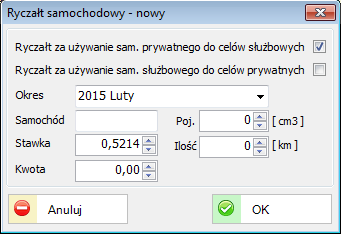 Ryczałt samochodowy - nowy
Ryczałt za używanie sam. prywatnego do celów służbowych
Ryczałt za używanie sam. służbowego do celów prywatnych
Okres 2015 Luty
Samochód Poj. 0 [ cm3 ]
Stawka 0,5214 Ilość 0 [ km ]
Kwota 0,00
Anuluj OK